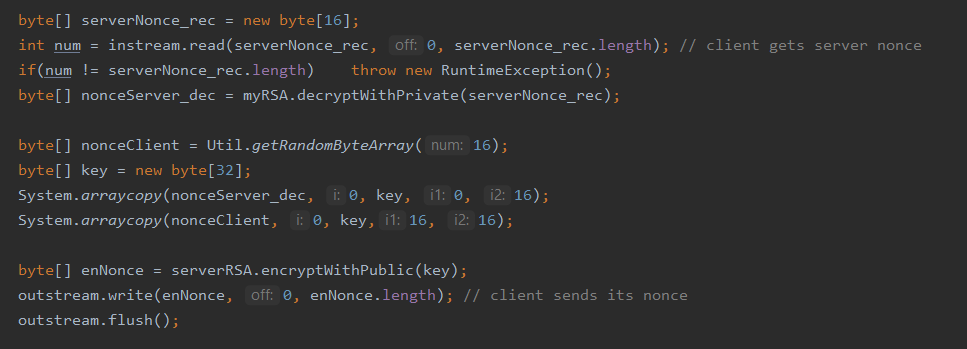 byte[] serverNonce_rec = new byte[16];
int num = instream.read(serverNonce_rec, off: 0, serverNonce_rec.length); // client gets server nonce
if(num != serverNonce_rec.length)    throw new RuntimeException();
byte[] nonceServer_dec = myRSA.decryptWithPrivate(serverNonce_rec);
byte[] nonceClient = Util.getRandomByteArray( num: 16);
byte[] key = new byte[32];
System.arraycopy(nonceServer_dec, i: 0, key, i1: 0, i2: 16);
System.arraycopy(nonceClient, i: 0, key, i1: 16, i2: 16);
byte[] enNonce = serverRSA.encryptWithPublic(key);
outstream.write(enNonce, off: 0, enNonce.length); // client sends its nonce
outstream.flush();